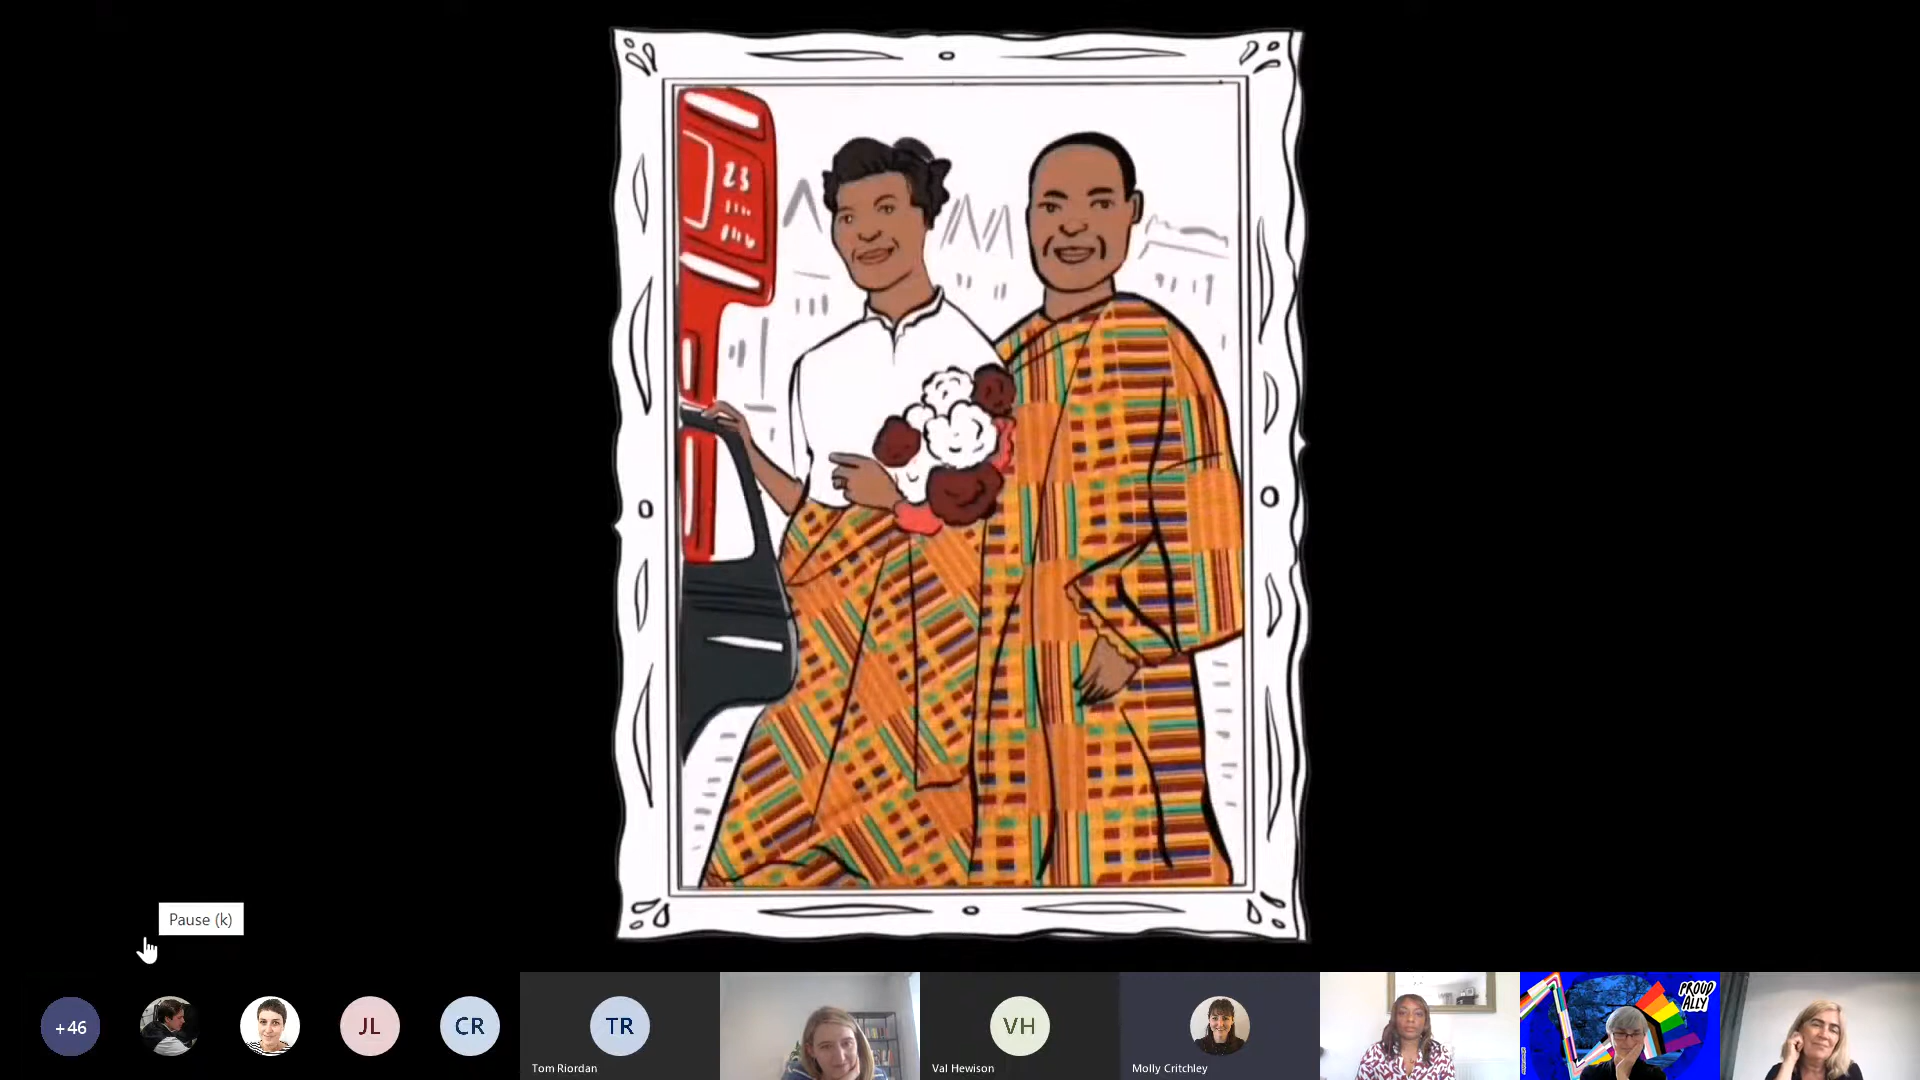 23
Pause (k)
+46
JL
CR
TR
Tom Riordan
VH
Val Hewison
Molly Critchley
PROUD
ALLY